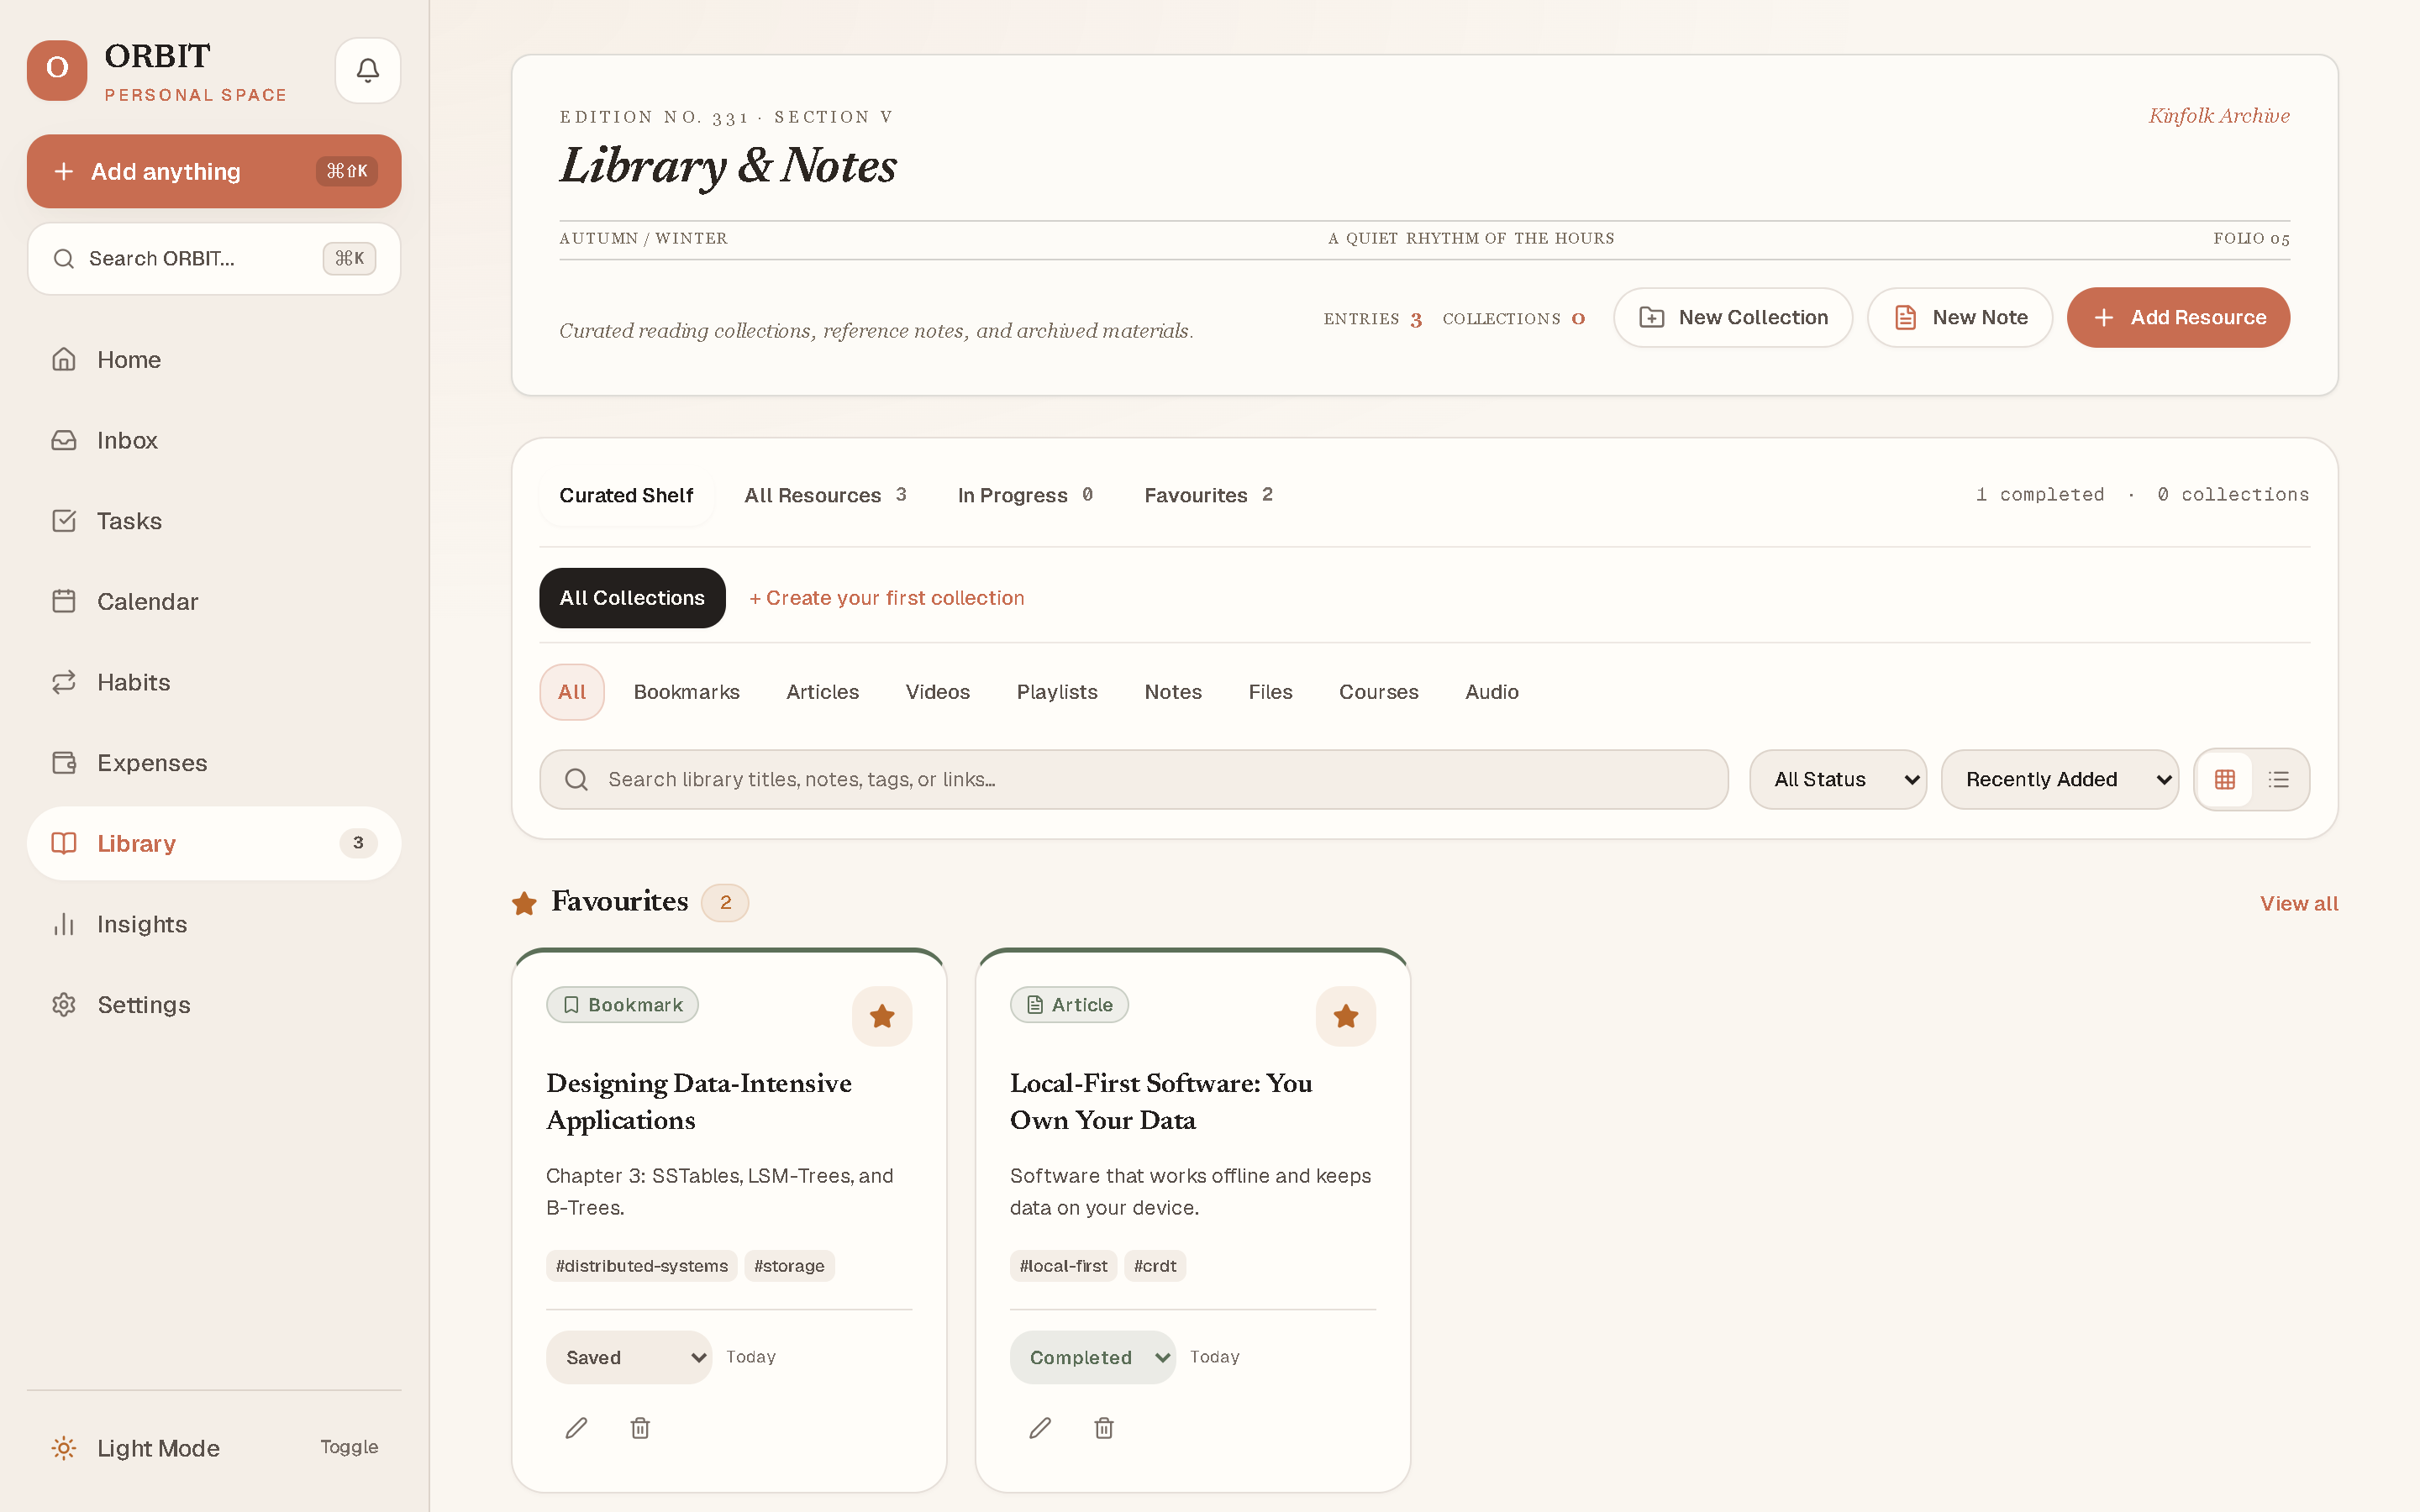 O
ORBIT
PERSONAL SPACE
+ Add anything ⌘⇧K
Search ORBIT... ⌘K
Home
Inbox
Tasks
Calendar
Habits
Expenses
Library 3
Insights
Settings
Light Mode Toggle
EDITION NO. 331 · SECTION V
Kinfolk Archive
Library & Notes
AUTUMN / WINTER A QUIET RHYTHM OF THE HOURS FOLIO 05
Curated reading collections, reference notes, and archived materials.
ENTRIES 3 COLLECTIONS 0 New Collection New Note + Add Resource
Curated Shelf All Resources 3 In Progress 0 Favourites 2 1 completed · 0 collections
All Collections + Create your first collection
All Bookmarks Articles Videos Playlists Notes Files Courses Audio
Search library titles, notes, tags, or links... All Status Recently Added
Favourites 2 View all
Bookmark
Designing Data-Intensive
Applications
Chapter 3: SSTables, LSM-Trees, and
B-Trees.
#distributed-systems #storage
Saved Today
Article
Local-First Software: You
Own Your Data
Software that works offline and keeps
data on your device.
#local-first #crdt
Completed Today